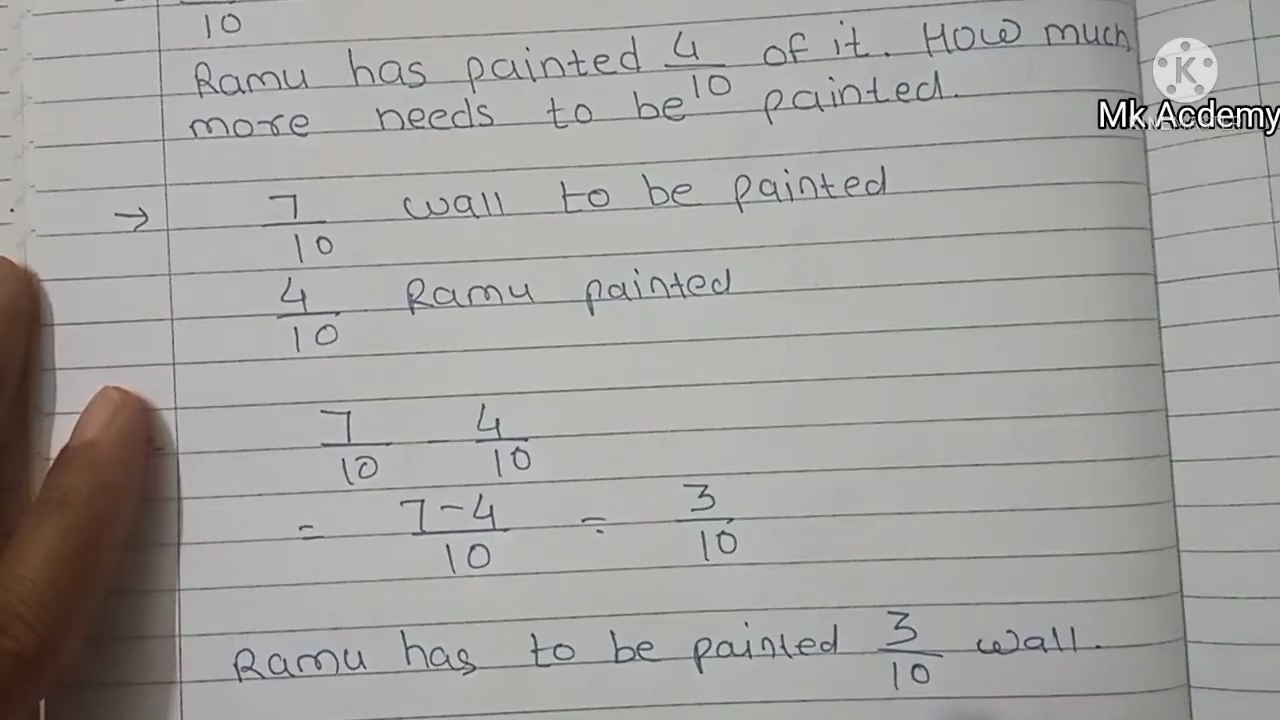 10
Ramu has painted 4/10 of it. How much
more needs to be painted.
→ 7/10 wall to be painted
4/10 Ramu painted
7/10 - 4/10
= 7-4/10 = 3/10
Ramu has to be painted 3/10 wall.
K
Mk Acdemy